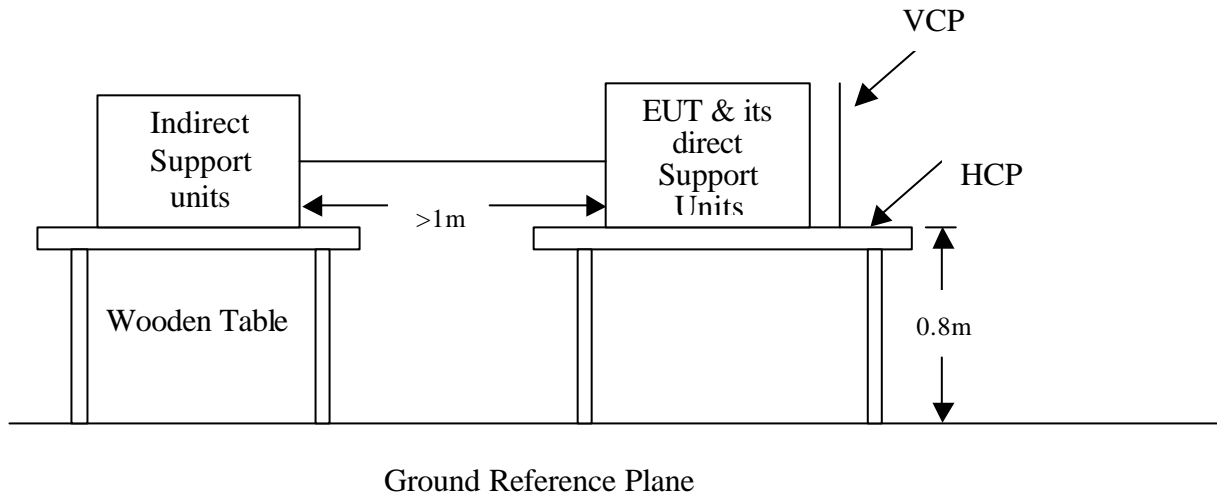 VCP
Indirect
Support
units
EUT & its
direct
Support
Units
HCP
>1m
Wooden Table
0.8m
Ground Reference Plane